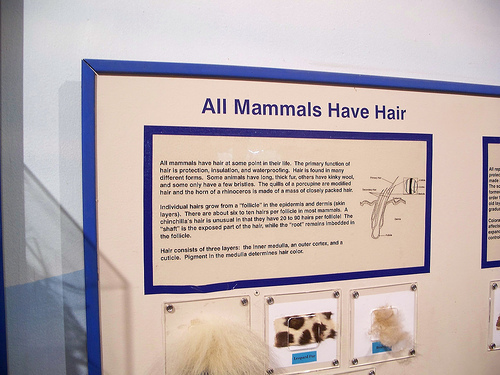 All Mammals Have Hair
All mammals have hair at some point in their life. The primary function of
hair is protection, insulation, and waterproofing. Hair is found in many
different forms. Some animals have long, thick fur, others have kinky wool,
and some only have a few bristles. The quills of a porcupine are modified
hair and the horn of a rhinoceros is made of a mass of closely packed hair.
Individual hairs grow from a "follicle" in the epidermis and dermis (skin
layers). There are about six to ten hairs per follicle in most mammals. A
chinchilla's hair is unusual in that they have 20 to 90 hairs per follicle! The
"shaft" is the exposed part of the hair, while the "root" remains imbedded in
the follicle.
Hair consists of three layers: the inner medulla, an outer cortex, and a
cuticle. Pigment in the medulla determines hair color.